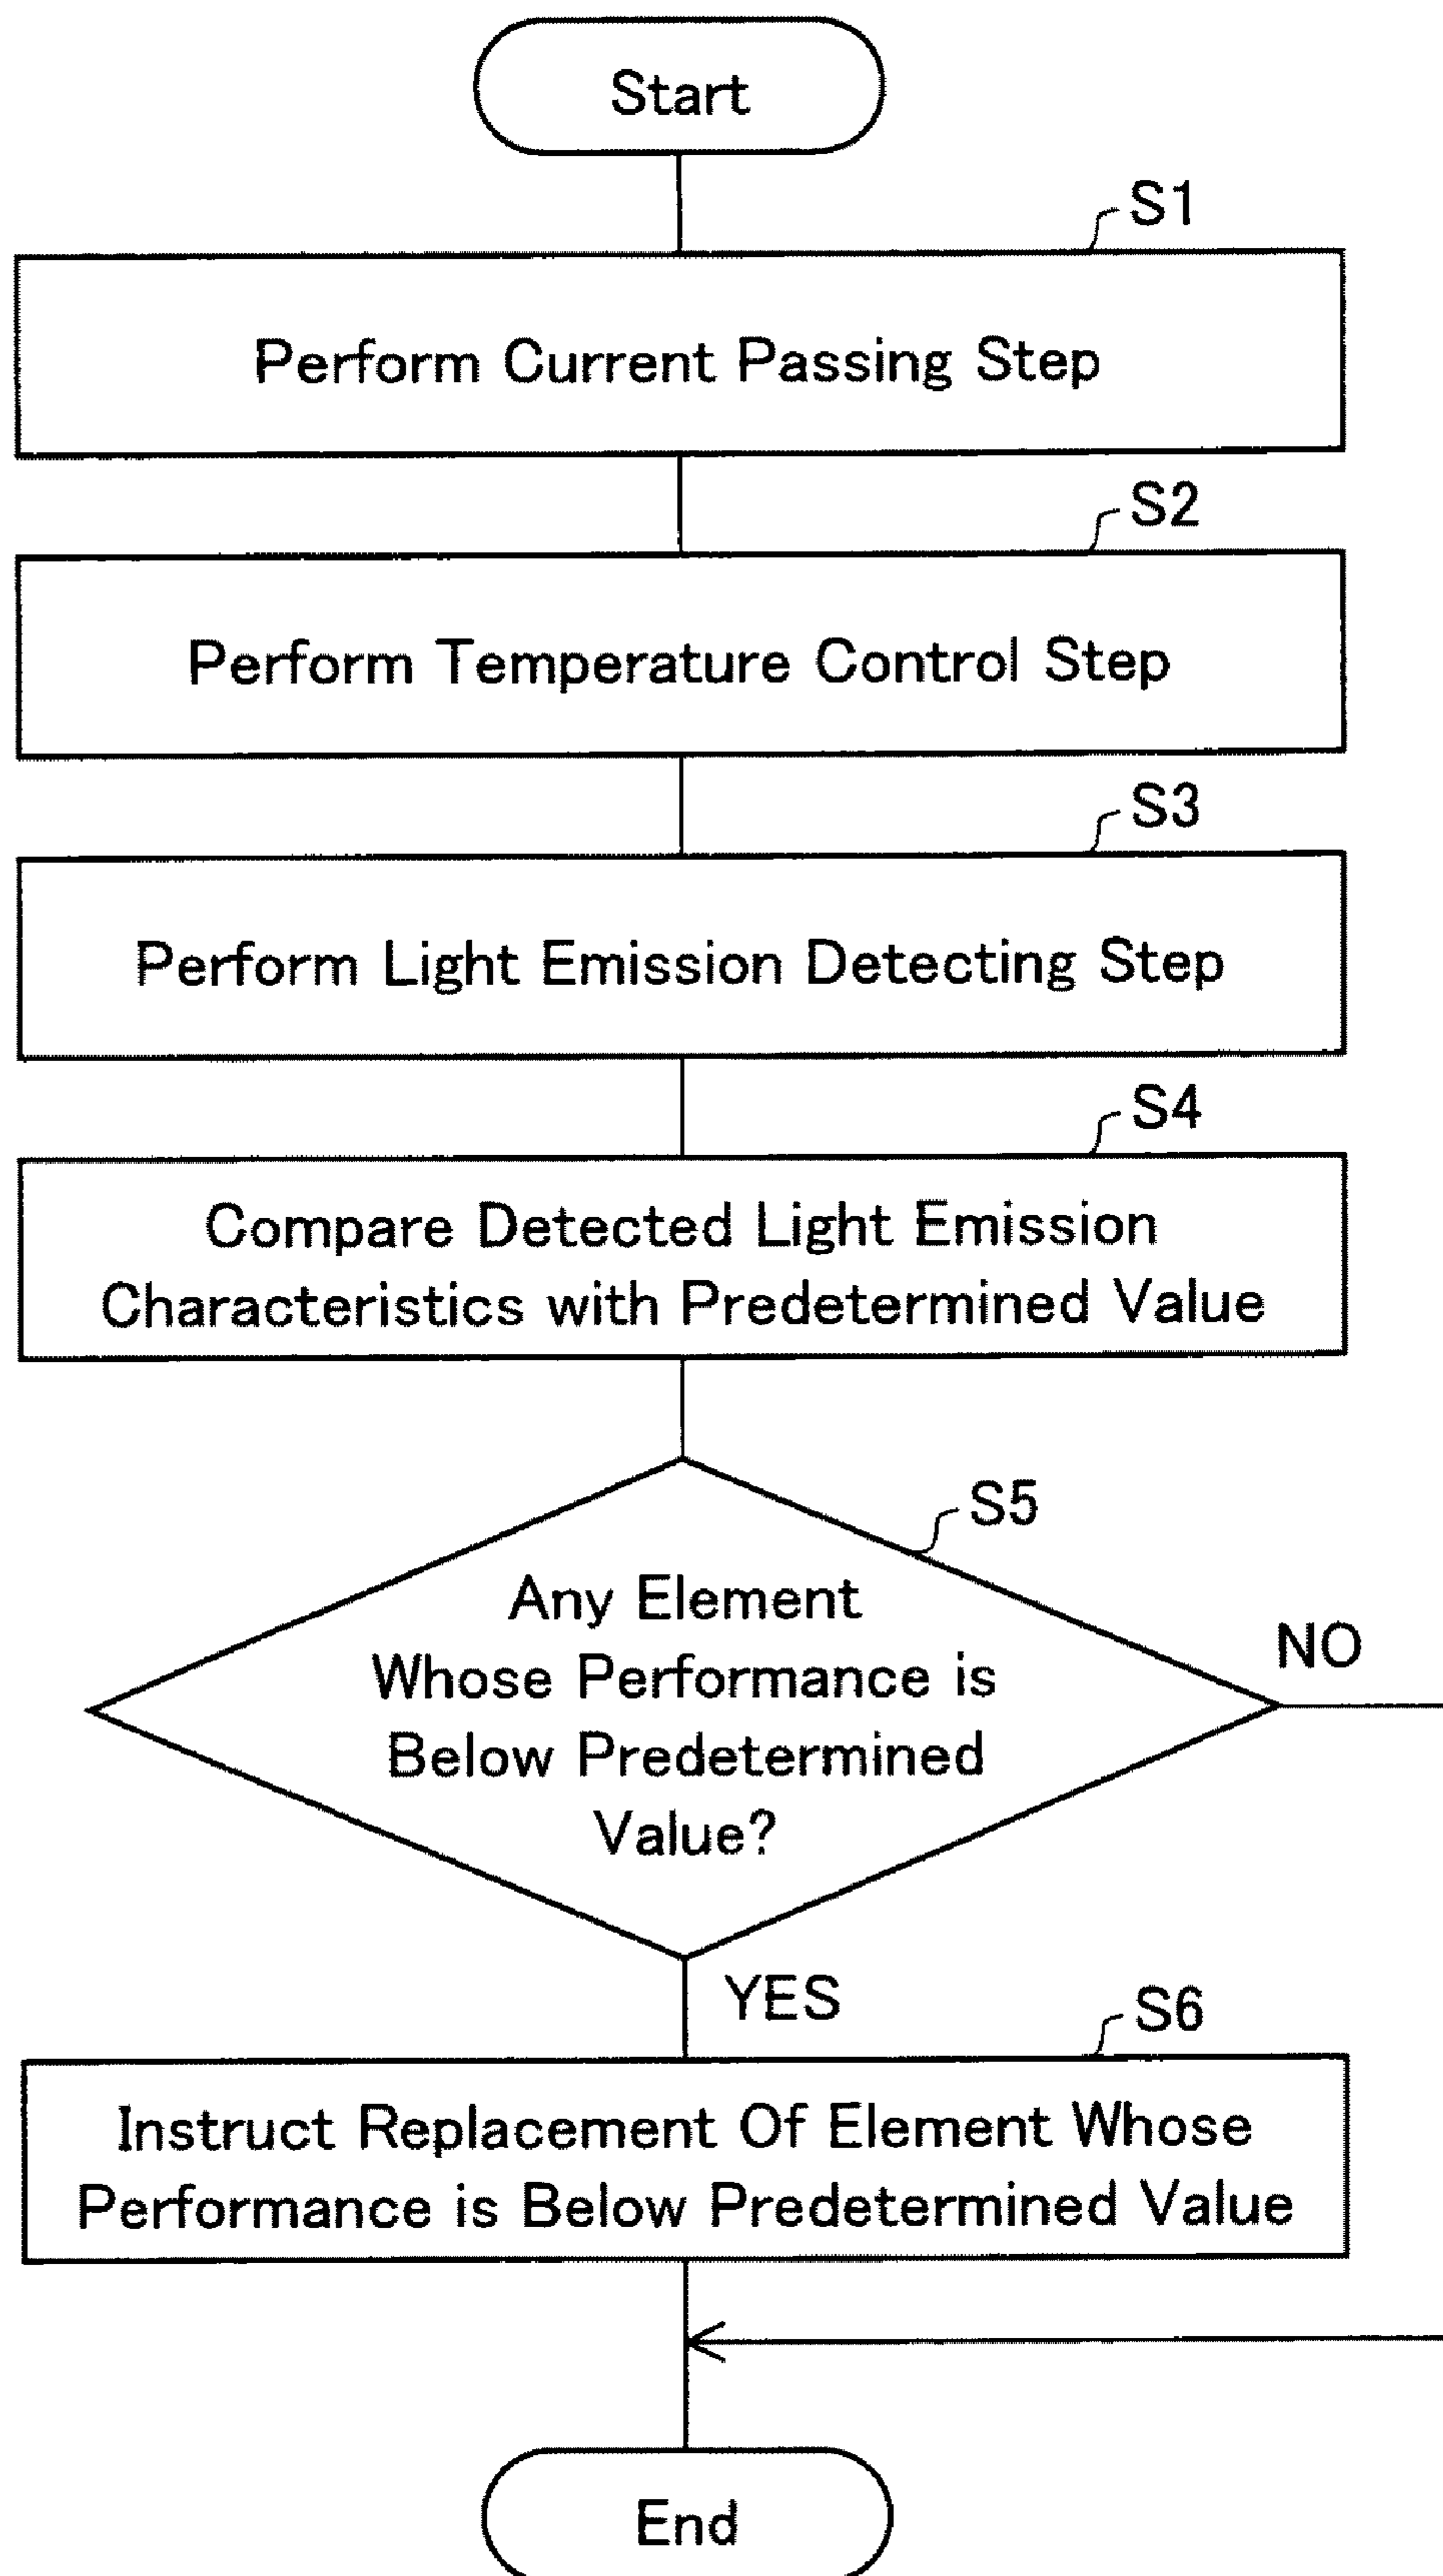 Start
S1
Perform Current Passing Step
S2
Perform Temperature Control Step
S3
Perform Light Emission Detecting Step
S4
Compare Detected Light Emission
Characteristics with Predetermined Value
S5
Any Element
Whose Performance is
Below Predetermined
Value?
NO
YES
S6
Instruct Replacement Of Element Whose
Performance is Below Predetermined Value
End